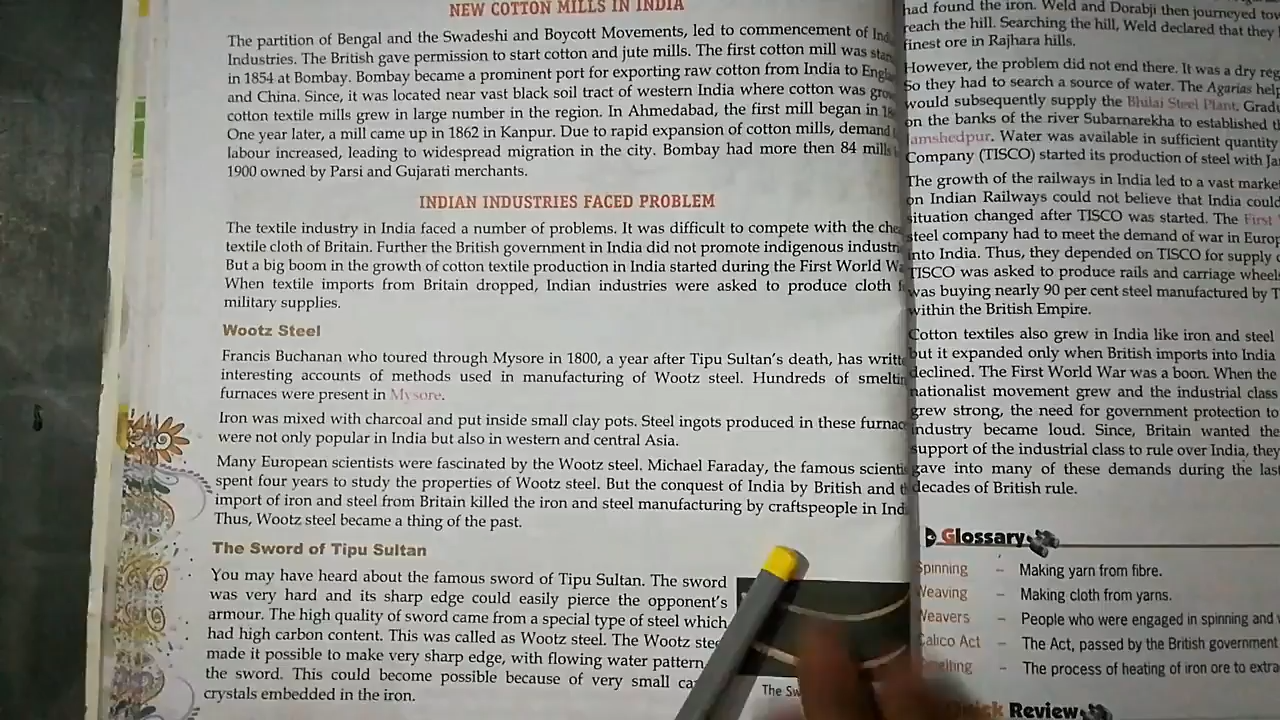 NEW COTTON MILLS IN INDIA
The partition of Bengal and the Swadeshi and Boycott Movements, led to commencement of
Industries. The British gave permission to start cotton and jute mills. The first cotton mill was
in 1854 at Bombay. Bombay became a prominent port for exporting raw cotton from India to
and China. Since, it was located near vast black soil tract of western India where cotton was
cotton textile mills grew in large number in the region. In Ahmedabad, the first mill began in
One year later, a mill came up in 1862 in Kanpur. Due to rapid expansion of cotton mills, demand
labour increased, leading to widespread migration in the city. Bombay had more then 84 mills
1900 owned by Parsi and Gujarati merchants.
INDIAN INDUSTRIES FACED PROBLEM
The textile industry in India faced a number of problems. It was difficult to compete with the
textile cloth of Britain. Further the British government in India did not promote indigenous
But a big boom in the growth of cotton textile production in India started during the First World
When textile imports from Britain dropped, Indian industries were asked to produce cloth
military supplies.
Wootz Steel
Francis Buchanan who toured through Mysore in 1800, a year after Tipu Sultan's death, has
interesting accounts of methods used in manufacturing of Wootz steel. Hundreds of
furnaces were present in Mysore.
Iron was mixed with charcoal and put inside small clay pots. Steel ingots produced in these
were not only popular in India but also in western and central Asia.
Many European scientists were fascinated by the Wootz steel. Michael Faraday, the famous
spent four years to study the properties of Wootz steel. But the conquest of India by British and
import of iron and steel from Britain killed the iron and steel manufacturing by craftspeople in
Thus, Wootz steel became a thing of the past.
The Sword of Tipu Sultan
You may have heard about the famous sword of Tipu Sultan. The sword
was very hard and its sharp edge could easily pierce the opponent's
armour. The high quality of sword came from a special type of steel which
had high carbon content. This was called as Wootz steel. The Wootz
made it possible to make very sharp edge, with flowing water pattern
the sword. This could become possible because of very small
crystals embedded in the iron.
The
had found the iron. Weld and Dorabji then journeyed
reach the hill. Searching the hill, Weld declared that they
finest ore in Rajhara hills.
However, the problem did not end there. It was a dry
So they had to search a source of water. The Agarias
would subsequently supply the Bhilai Steel Plant.
on the banks of the river Subarnarekha to established
Jamshedpur. Water was available in sufficient quantity
Company (TISCO) started its production of steel with
The growth of the railways in India led to a vast
on Indian Railways could not believe that India could
situation changed after TISCO was started. The First
steel company had to meet the demand of war in
into India. Thus, they depended on TISCO for supply
TISCO was asked to produce rails and carriage
was buying nearly 90 per cent steel manufactured by
within the British Empire.
Cotton textiles also grew in India like iron and steel
but it expanded only when British imports into India
declined. The First World War was a boon. When the
nationalist movement grew and the industrial class
grew strong, the need for government protection to
industry became loud. Since, Britain wanted the
support of the industrial class to rule over India, they
gave into many of these demands during the last
decades of British rule.
Glossary
Spinning – Making yarn from fibre.
Weaving – Making cloth from yarns.
Weavers – People who were engaged in spinning and
Calico Act – The Act, passed by the British government
Smelting – The process of heating of iron ore to
Quick Review